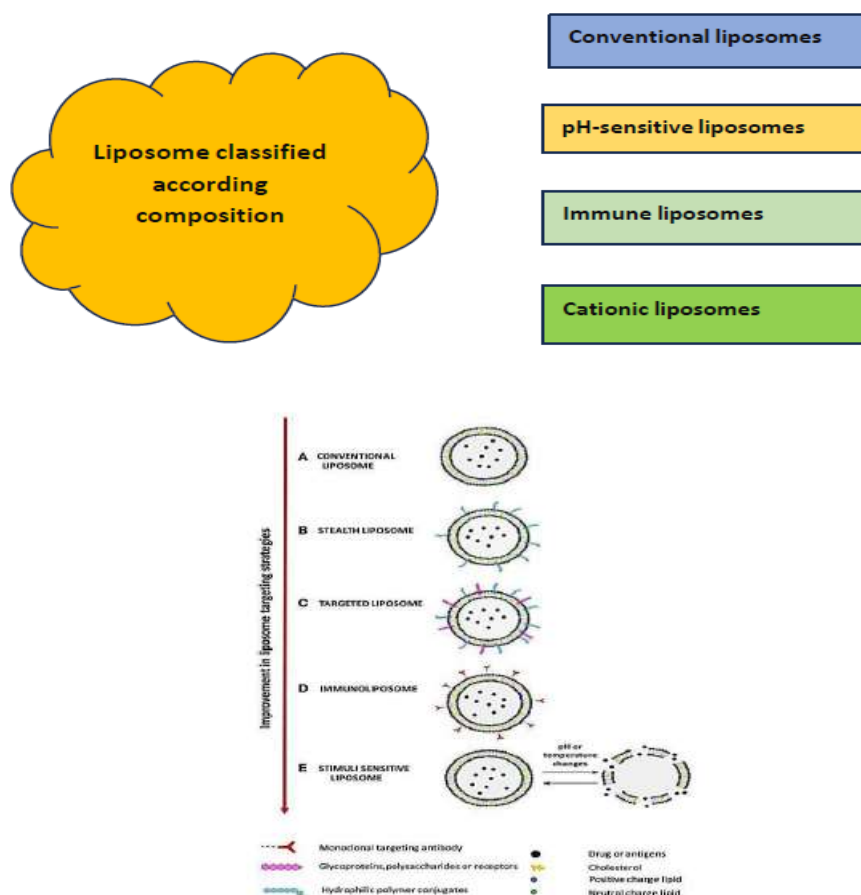 Liposome classified
according
composition
Conventional liposomes
pH-sensitive liposomes
Immune liposomes
Cationic liposomes
Improvement in liposome targeting strategies
A CONVENTIONAL
LIPOSOME
B STEALTH LIPOSOME
C TARGETED LIPOSOME
D IMMUNOLIPOSOME
E STIMULI SENSITIVE
LIPOSOME
pH or
temperature
changes
Monoclonal targeting antibody
Glycoproteins, polysaccharides or receptors
Hydrophilic polymer conjugates
Drug or antigens
Cholesterol
Positive charge lipid
Neutral charge lipid